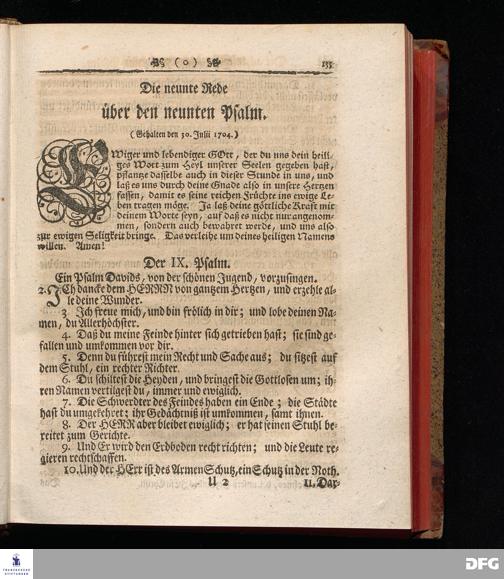 ( o )
155
Die neunte Rede
über den neunten Psalm.
( Gehalten den 30. Julii 1704. )
EWiger und lebendiger GOtt, der du uns dein heili-
ges Wort zum Heyl unserer Seelen gegeben hast,
pflantze dasselbe auch in dieser Stunde in uns, und
laß es uns durch deine Gnade also in unsere Hertzen
fassen, damit es seine reichen Früchte ins ewige Le-
ben tragen möge. Ja laß deine göttliche Kraft mit
deinem Worte seyn, auf daß es nicht nur angenom-
men, sondern auch bewahret werde, und uns also
zur ewigen Seligkeit bringe. Das verleihe um deines heiligen Namens
willen. Amen!
Der IX. Psalm.
Ein Psalm Davids, von der schönen Jugend, vorzusingen.
2. ICh dancke dem HERRN von gantzem Hertzen, und erzehle al-
le deine Wunder.
3. Ich freue mich, und bin frölich in dir; und lobe deinen Na-
men, du Allerhöchster.
4. Daß du meine Feinde hinter sich getrieben hast; sie sind ge-
fallen und umkommen vor dir.
5. Denn du führest mein Recht und Sache aus; du sitzest auf
dem Stuhl, ein rechter Richter.
6. Du schiltest die Heyden, und bringest die Gottlosen um; ih-
ren Namen vertilgest du, immer und ewiglich.
7. Die Schwerdter des Feindes haben ein Ende; die Städte
hast du umgekehret; ihr Gedächtniß ist umkommen, samt ihnen.
8. Der HERR aber bleibet ewiglich; er hat seinen Stuhl be-
reitet zum Gerichte.
9. Und Er wird den Erdboden recht richten; und die Leute re-
gieren rechtschaffen.
10. Und der HErr ist des Armen Schutz, ein Schutz in der Noth.
U 2
11. Dar-
FRANCKESCHE
STIFTUNGEN
DFG